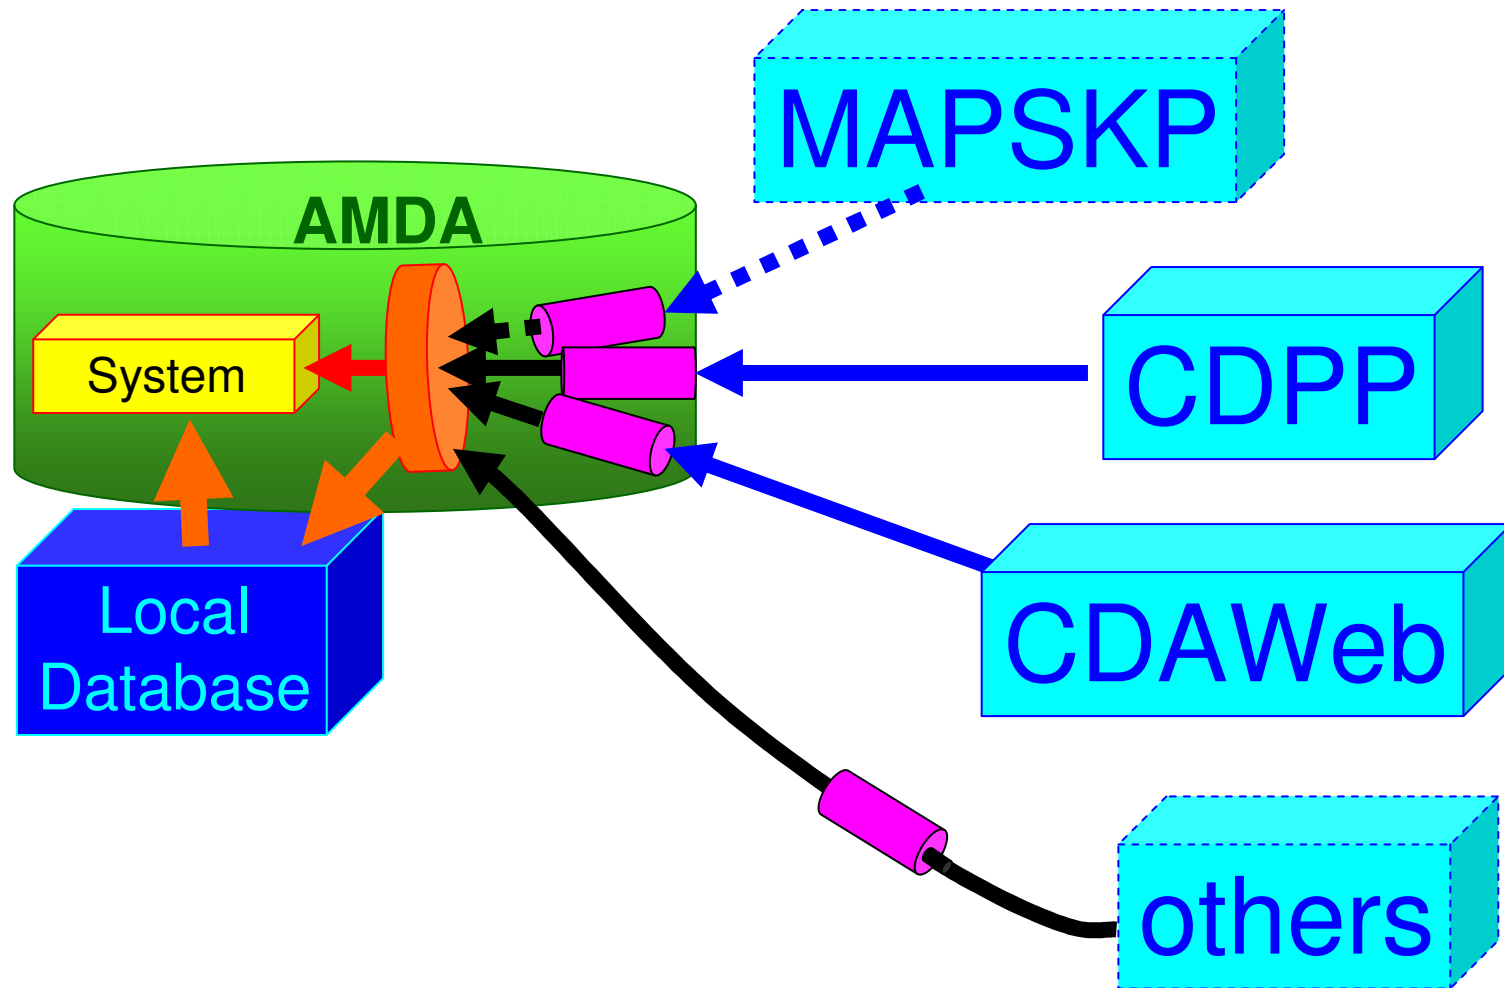 MAPSKP
AMDA
System
CDPP
Local
Database
CDAWeb
others